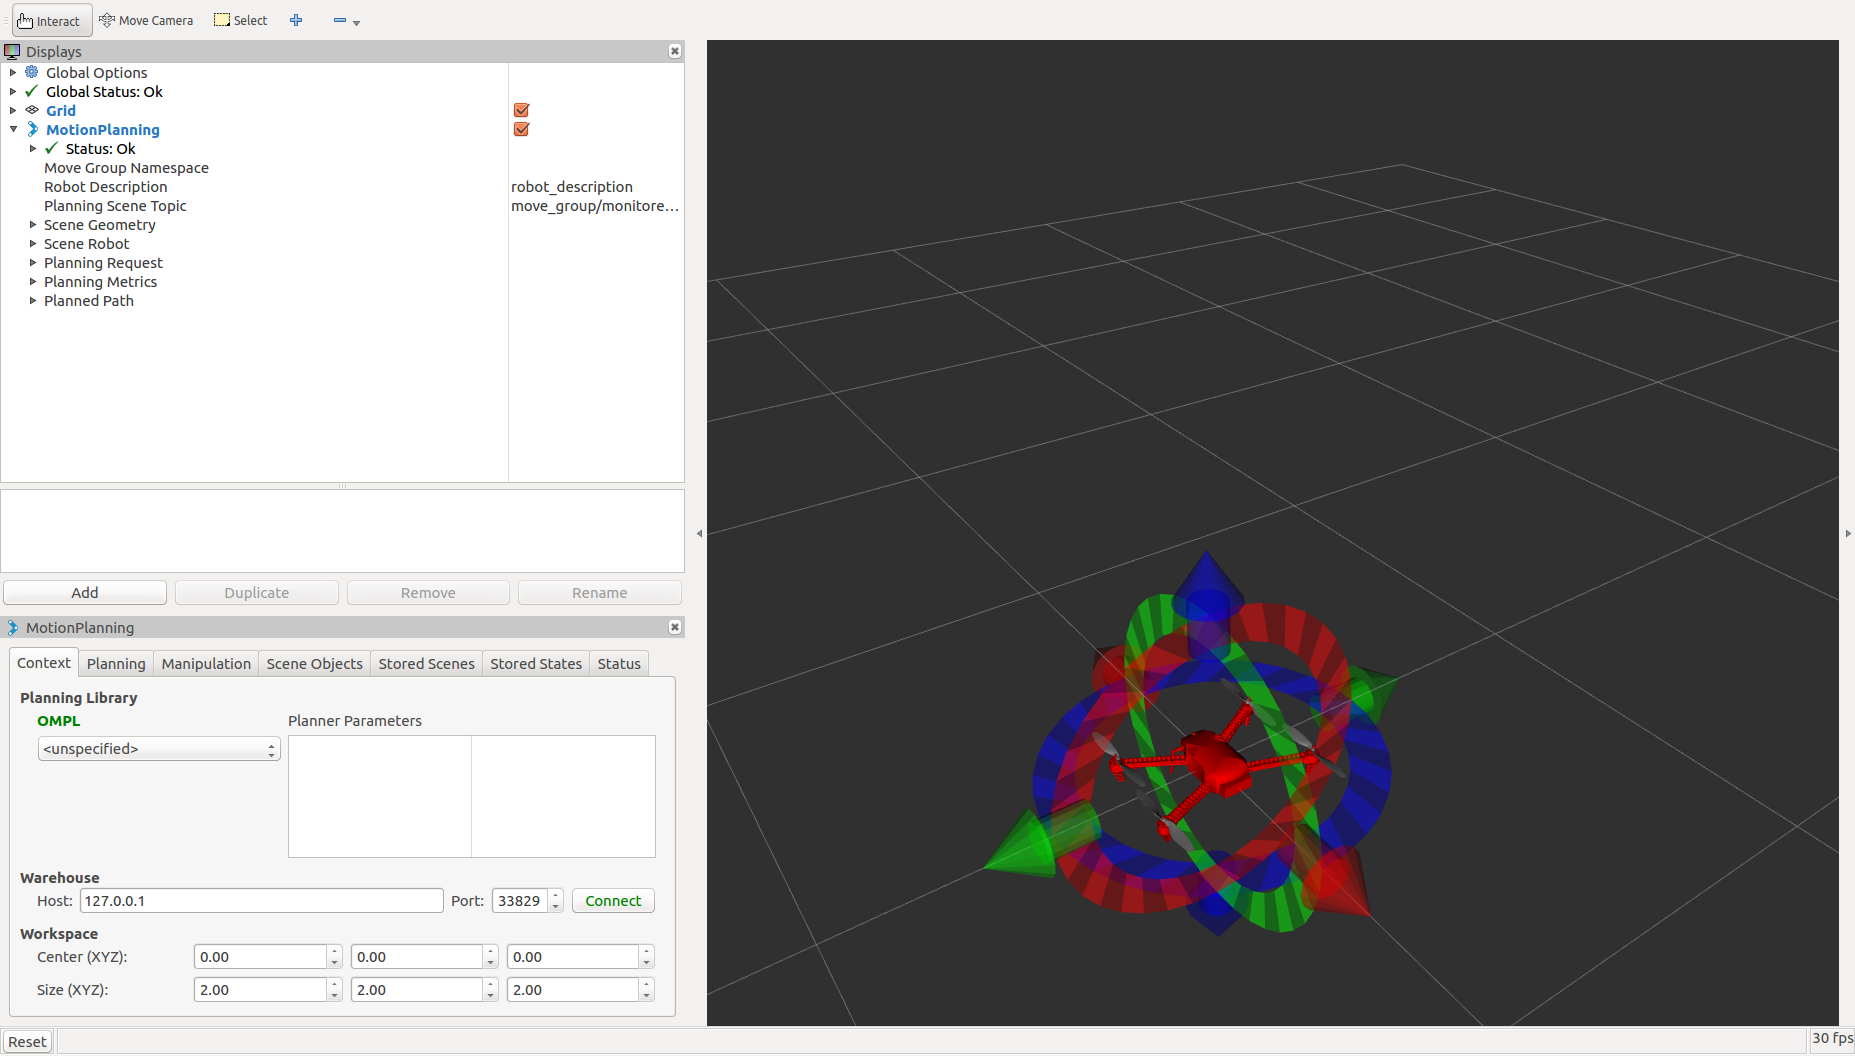 Interact Move Camera Select
Displays
Global Options
Global Status: Ok
Grid
MotionPlanning
Status: Ok
Move Group Namespace
Robot Description robot_description
Planning Scene Topic move_group/monitore...
Scene Geometry
Scene Robot
Planning Request
Planning Metrics
Planned Path
Add Duplicate Remove Rename
MotionPlanning
Context Planning Manipulation Scene Objects Stored Scenes Stored States Status
Planning Library
OMPL Planner Parameters
<unspecified>
Warehouse
Host: 127.0.0.1 Port: 33829 Connect
Workspace
Center (XYZ): 0.00 0.00 0.00
Size (XYZ): 2.00 2.00 2.00
Reset 30 fps